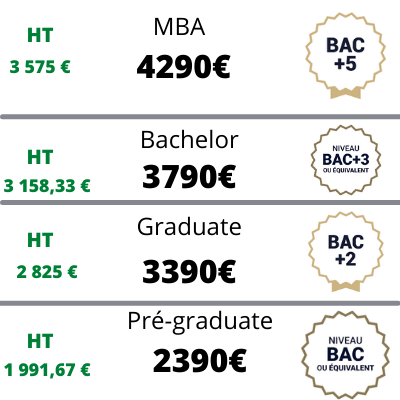 MBA
HT
3 575 €
4290€
BAC
+5
Bachelor
HT
3 158,33 €
3790€
NIVEAU
BAC+3
OU ÉQUIVALENT
Graduate
HT
2 825 €
3390€
BAC
+2
Pré-graduate
HT
1 991,67 €
2390€
NIVEAU
BAC
OU ÉQUIVALENT